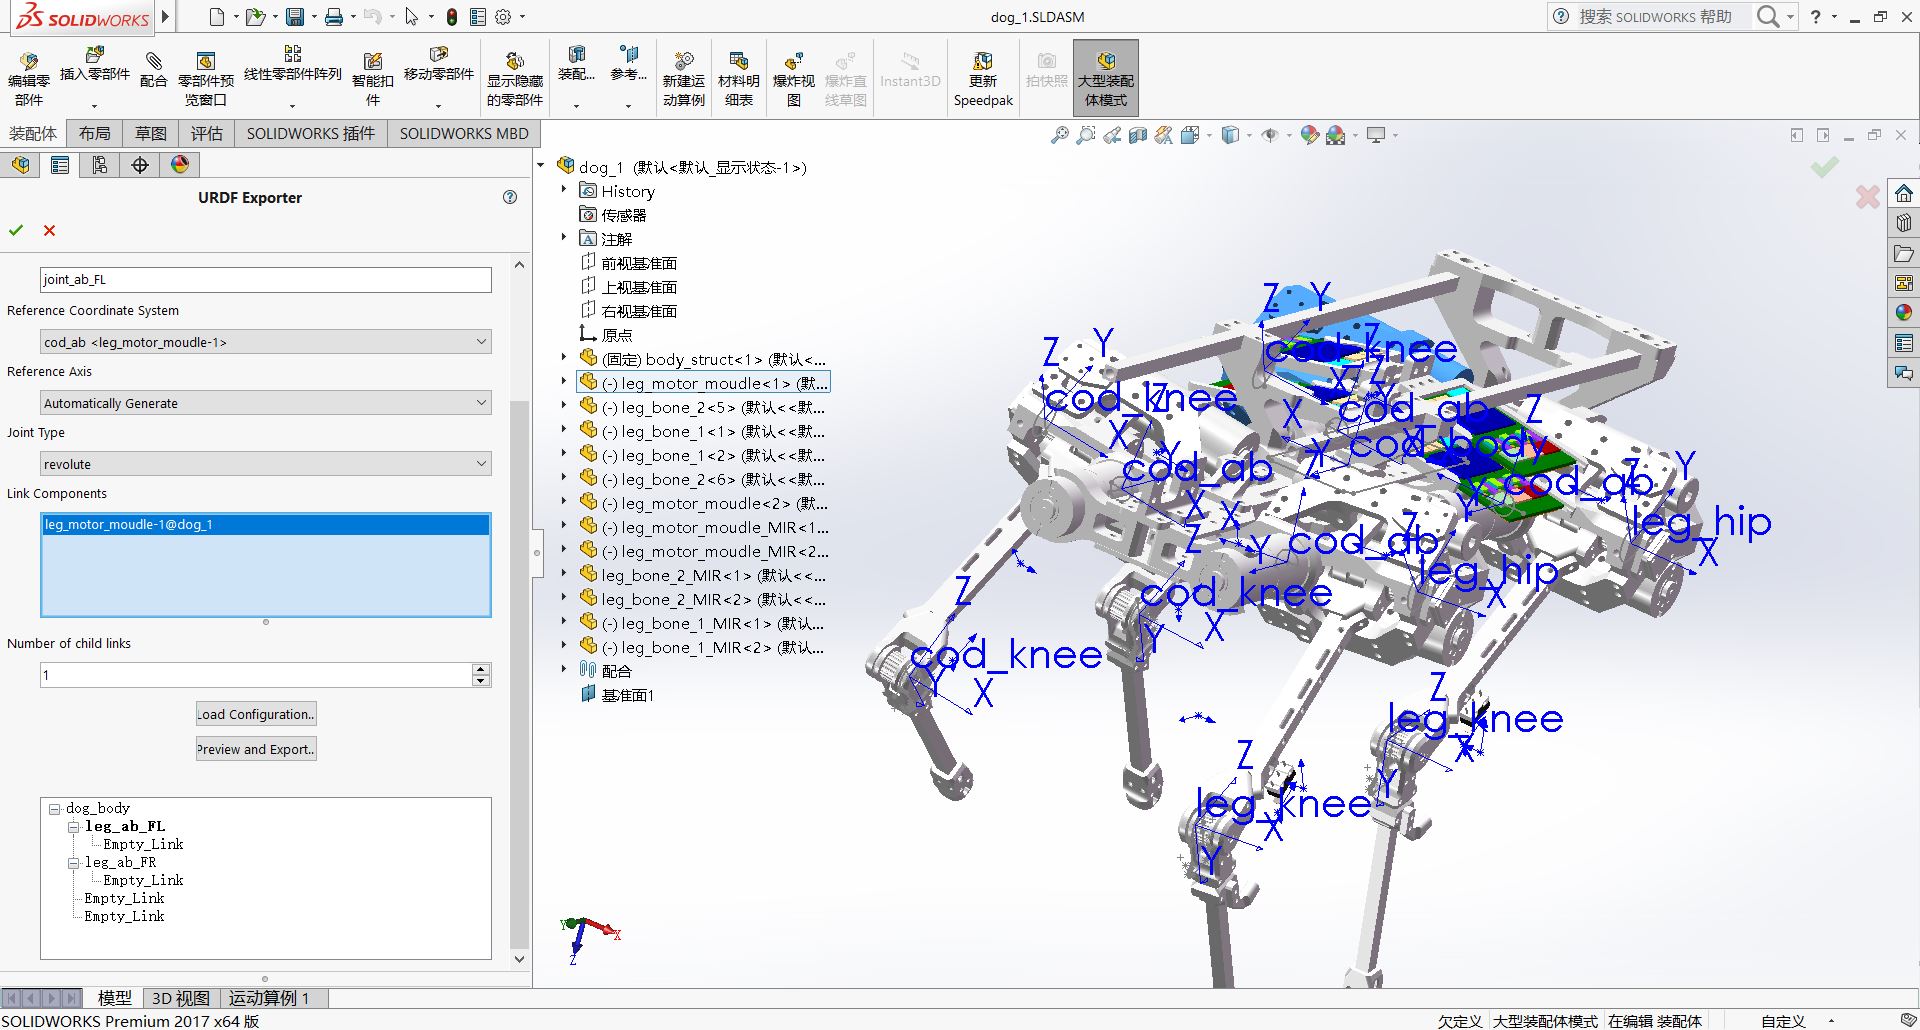 SOLIDWORKS
dog_1.SLDASM
搜索 SOLIDWORKS 帮助
编辑零部件
插入零部件
配合
零部件预览窗口
线性零部件阵列
智能扣件
移动零部件
显示隐藏的零部件
装配...
参考...
新建运动算例
材料明细表
爆炸视图
爆炸直线草图
Instant3D
更新 Speedpak
拍快照
大型装配体模式
装配体
布局
草图
评估
SOLIDWORKS 插件
SOLIDWORKS MBD
URDF Exporter
joint_ab_FL
Reference Coordinate System
cod_ab <leg_motor_moudle-1>
Reference Axis
Automatically Generate
Joint Type
revolute
Link Components
leg_motor_moudle-1@dog_1
Number of child links
1
Load Configuration..
Preview and Export..
dog_body
leg_ab_FL
Empty_Link
leg_ab_FR
Empty_Link
Empty_Link
Empty_Link
dog_1 (默认<默认_显示状态-1>)
History
传感器
注解
前视基准面
上视基准面
右视基准面
原点
(固定) body_struct<1> (默认<...
(-) leg_motor_moudle<1> (默...
(-) leg_bone_2<5> (默认<<默...
(-) leg_bone_1<1> (默认<<默...
(-) leg_bone_1<2> (默认<<默...
(-) leg_bone_2<6> (默认<<默...
(-) leg_motor_moudle<2> (默...
(-) leg_motor_moudle_MIR<1...
(-) leg_motor_moudle_MIR<2...
leg_bone_2_MIR<1> (默认<<...
(-) leg_bone_2_MIR<2> (默认<<...
(-) leg_bone_1_MIR<1> (默认...
(-) leg_bone_1_MIR<2> (默认...
配合
基准面1
Z Y
cod_knee
Z Y
cod_knee
X
cod_ab
cod_body
cod_ab
cod_ab
cod_ab
leg_hip
leg_hip
cod_knee
cod_knee
leg_knee
leg_knee
Y X
Z
模型
3D 视图
运动算例 1
SOLIDWORKS Premium 2017 x64 版
欠定义
大型装配体模式
在编辑 装配体
自定义